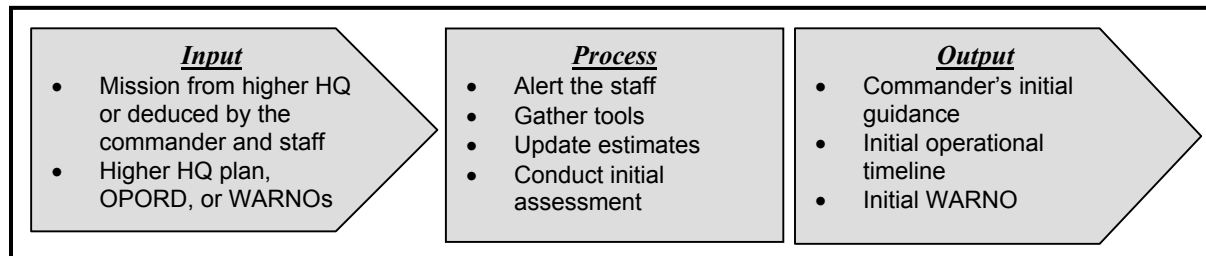 Input
• Mission from higher HQ
or deduced by the
commander and staff
• Higher HQ plan,
OPORD, or WARNOs
Process
• Alert the staff
• Gather tools
• Update estimates
• Conduct initial
assessment
Output
• Commander’s initial
guidance
• Initial operational
timeline
• Initial WARNO